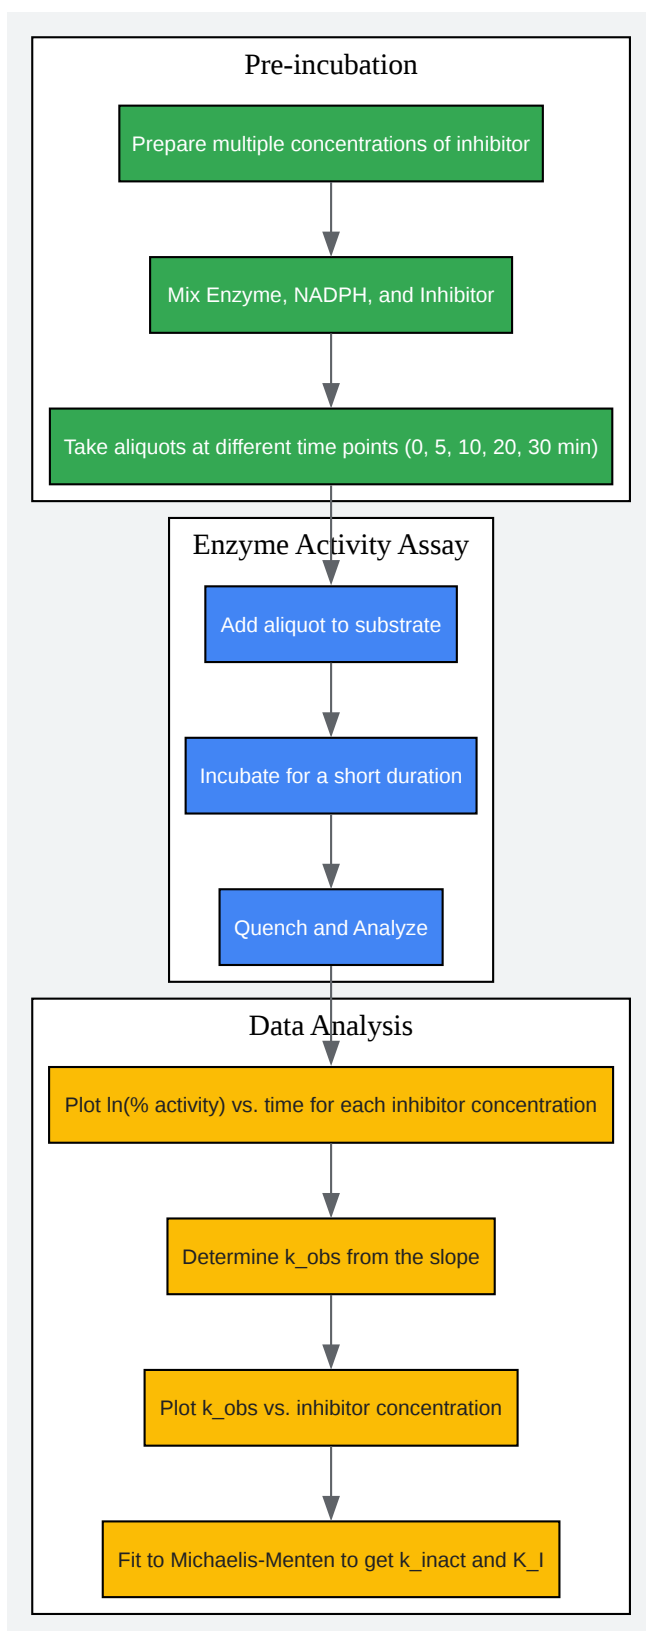 Pre-incubation
Prepare multiple concentrations of inhibitor
Mix Enzyme, NADPH, and Inhibitor
Take aliquots at different time points (0, 5, 10, 20, 30 min)
Enzyme Activity Assay
Add aliquot to substrate
Incubate for a short duration
Quench and Analyze
Data Analysis
Plot ln(% activity) vs. time for each inhibitor concentration
Determine k_obs from the slope
Plot k_obs vs. inhibitor concentration
Fit to Michaelis-Menten to get k_inact and K_I